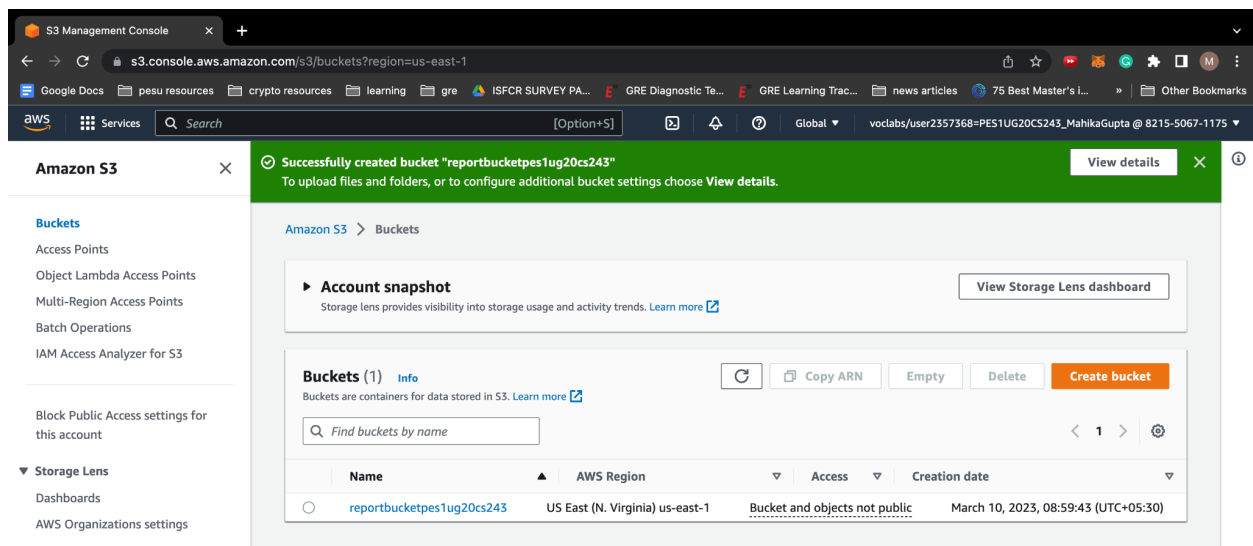 S3 Management Console
s3.console.aws.amazon.com/s3/buckets?region=us-east-1
M
Google Docs pesu resources crypto resources learning gre ISFCR SURVEY PA... GRE Diagnostic Te... GRE Learning Trac... news articles 75 Best Master's i... » Other Bookmarks
aws Services Search [Option+S] Global voclabs/user2357368=PES1UG20CS243_MahikaGupta @ 8215-5067-1175
Amazon S3
Buckets
Access Points
Object Lambda Access Points
Multi-Region Access Points
Batch Operations
IAM Access Analyzer for S3
Block Public Access settings for
this account
Storage Lens
Dashboards
AWS Organizations settings
Successfully created bucket "reportbucketpes1ug20cs243"
To upload files and folders, or to configure additional bucket settings choose View details.
View details
Amazon S3 > Buckets
Account snapshot
Storage lens provides visibility into storage usage and activity trends. Learn more
View Storage Lens dashboard
Buckets (1) Info
Buckets are containers for data stored in S3. Learn more
Copy ARN Empty Delete Create bucket
Find buckets by name
< 1 >
Name AWS Region Access Creation date
reportbucketpes1ug20cs243 US East (N. Virginia) us-east-1 Bucket and objects not public March 10, 2023, 08:59:43 (UTC+05:30)